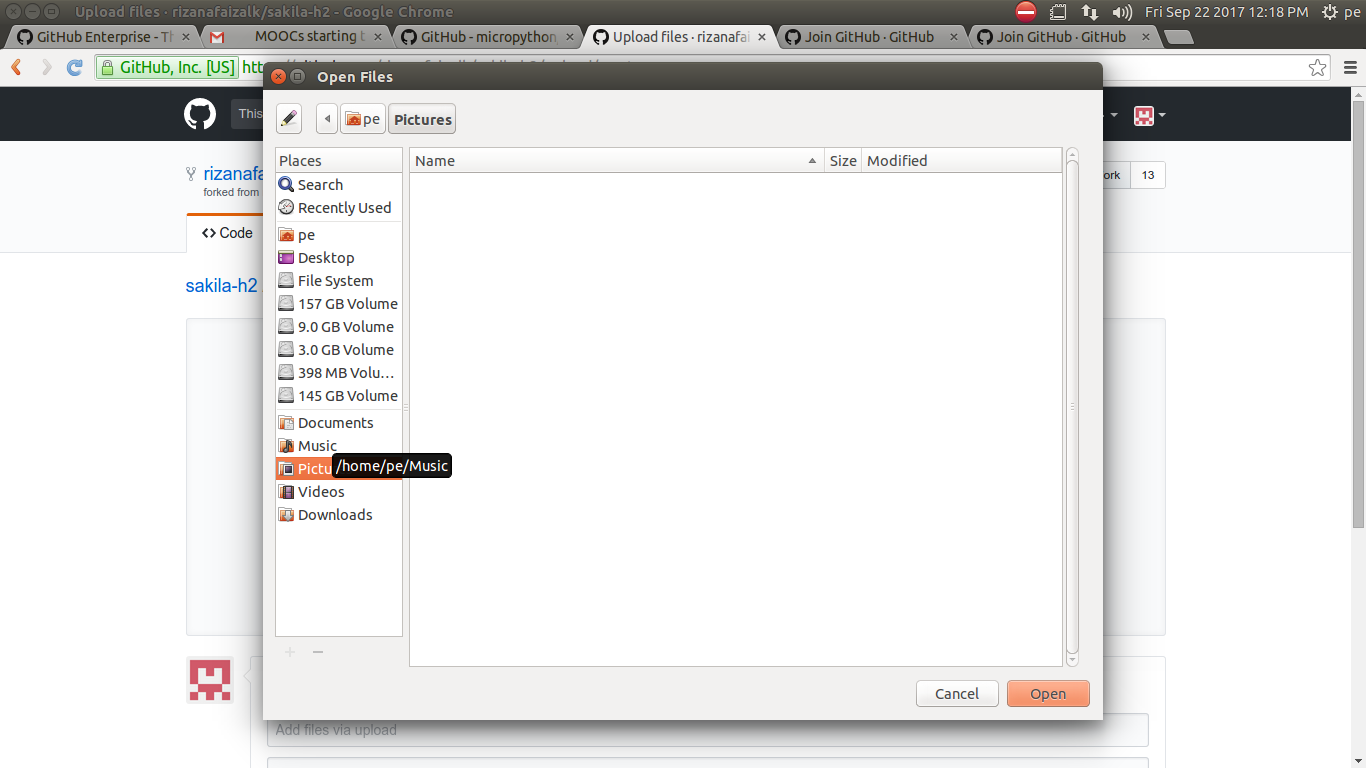 Upload files · rizanafaizalk/sakila-h2 - Google Chrome
Fri Sep 22 2017 12:18 PM pe
GitHub Enterprise - Th
MOOCs starting t
GitHub - micropython
Upload files · rizanafai
Join GitHub · GitHub
Join GitHub · GitHub
GitHub, Inc. [US] http
Open Files
This
pe
Pictures
rizanafa
forked from
ork 13
Places
Name
Size
Modified
Search
Recently Used
pe
Desktop
File System
157 GB Volume
9.0 GB Volume
3.0 GB Volume
398 MB Volu...
145 GB Volume
Documents
Music
Pictu
/home/pe/Music
Videos
Downloads
Code
sakila-h2
Cancel
Open
Add files via upload